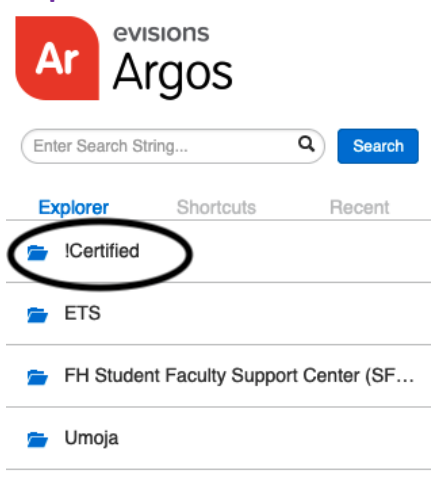 Ar
evisions
Argos
Enter Search String...
Search
Explorer Shortcuts Recent
!Certified
ETS
FH Student Faculty Support Center (SF...
Umoja